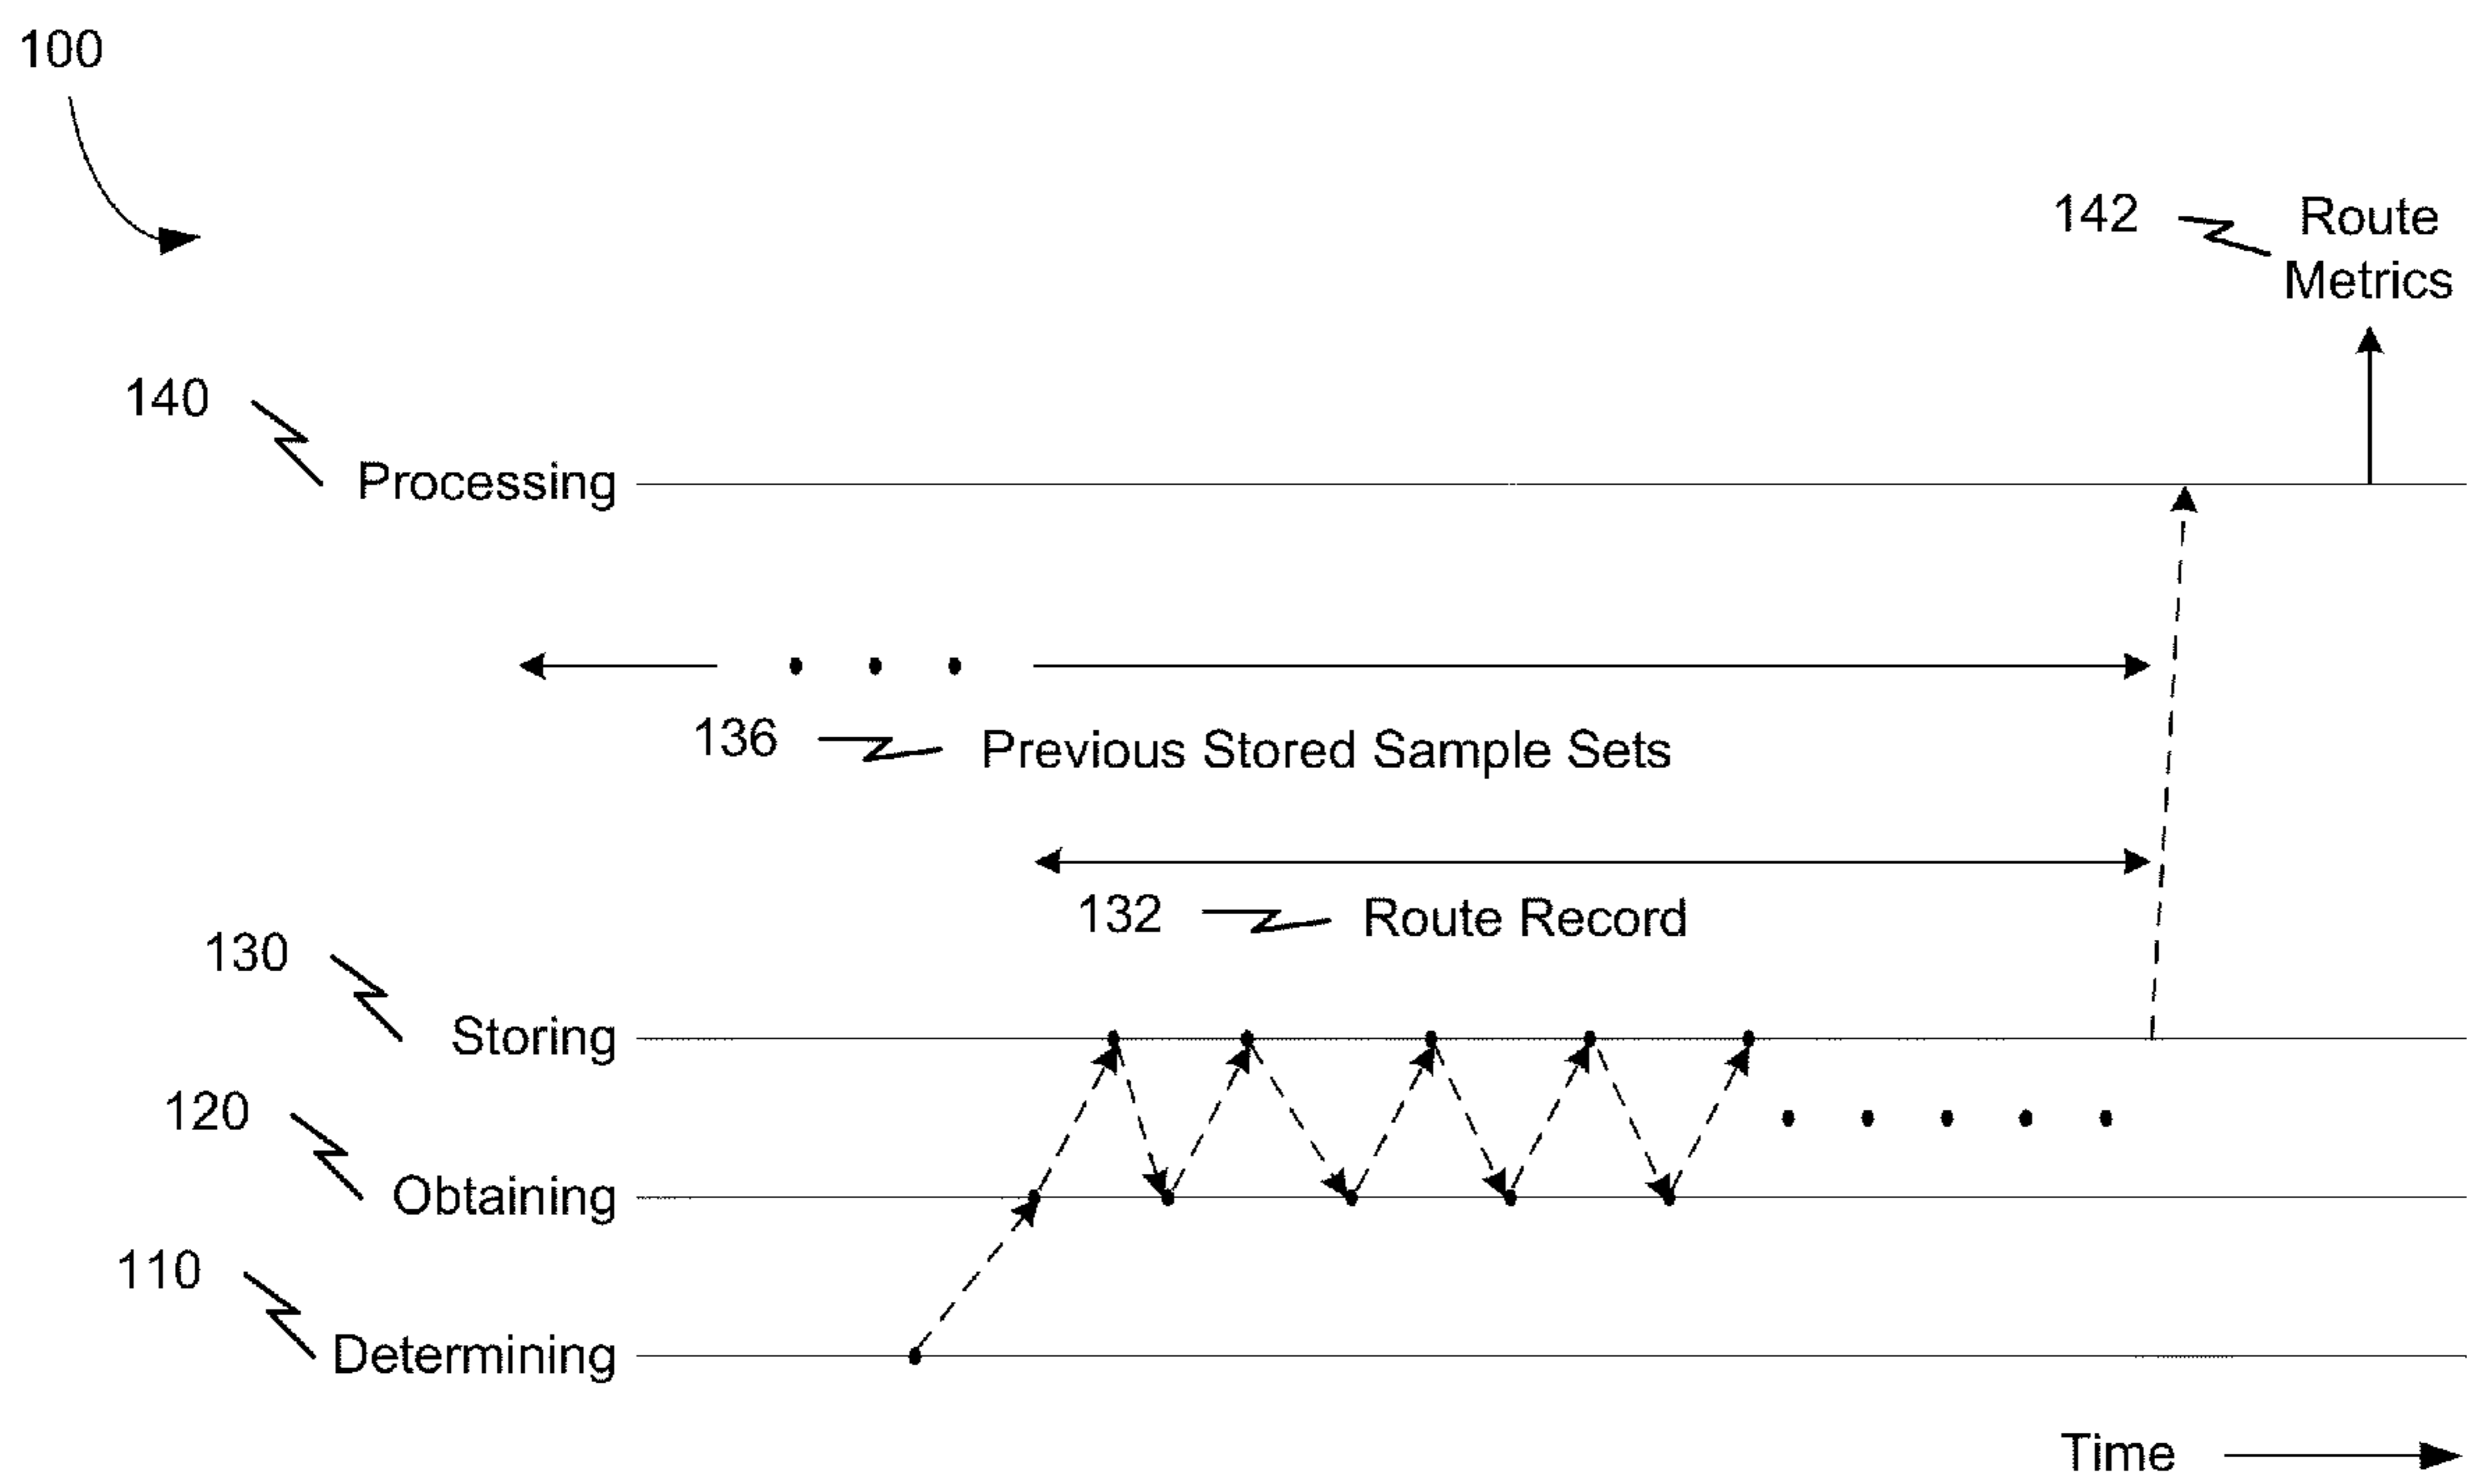 100
142 Route
Metrics
140
Processing
136 Previous Stored Sample Sets
132 Route Record
130
Storing
120
Obtaining
110
Determining
Time